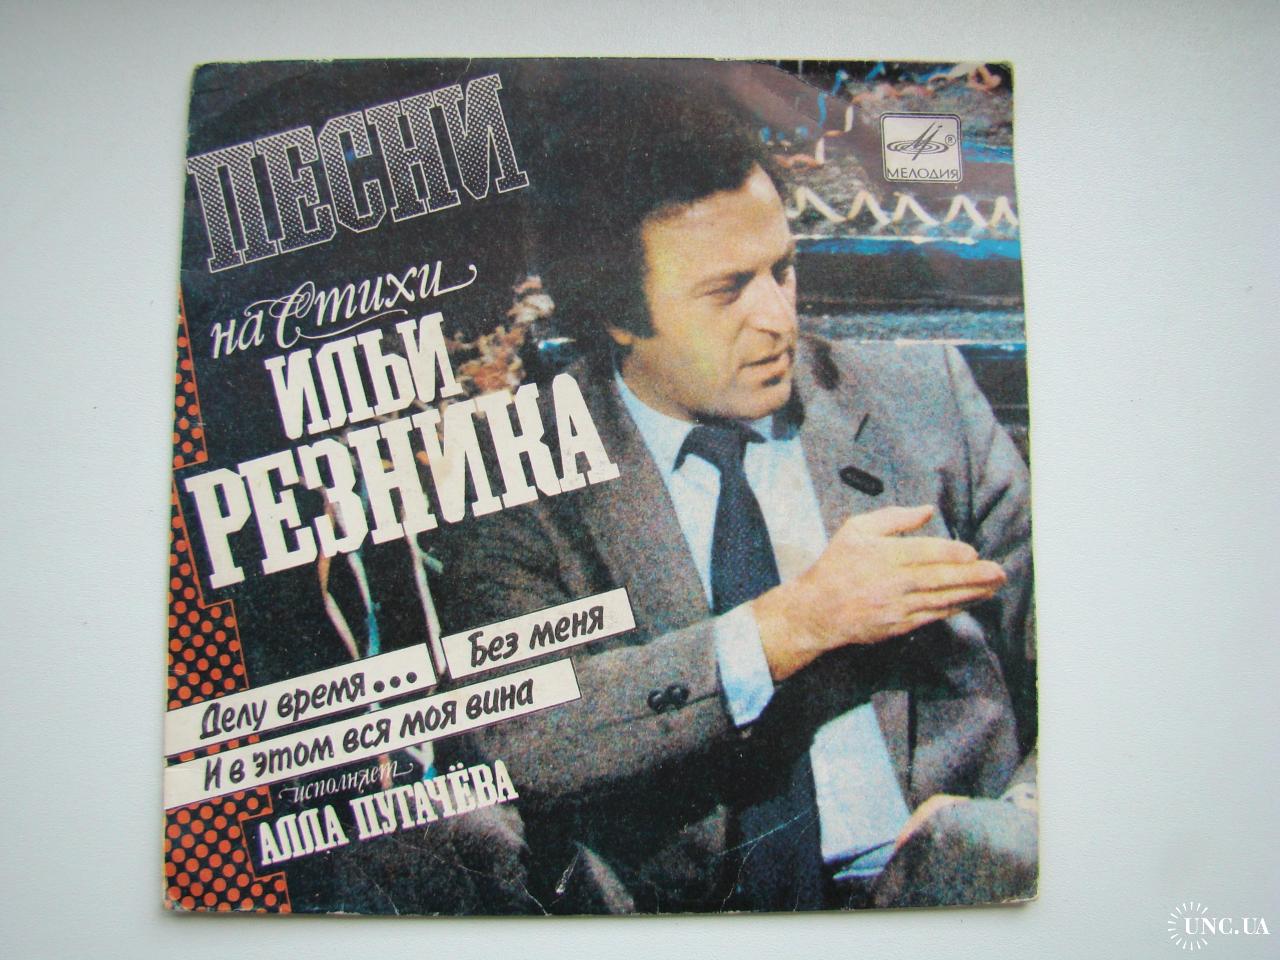 ПЕСНИ
на Стихи
ИЛЬИ
РЕЗНИКА
Делу время...
Без меня
И в этом вся моя вина
исполняет
АЛЛА ПУГАЧЁВА
®
МЕЛОДИЯ
UNC.UA